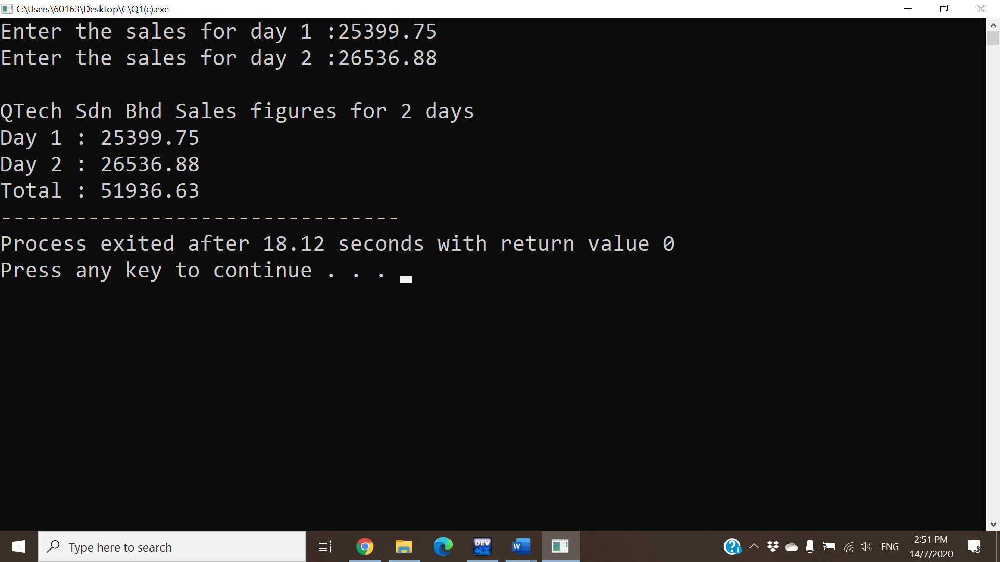 C:\Users\60163\Desktop\C\Q1(c).exe
Enter the sales for day 1 :25399.75
Enter the sales for day 2 :26536.88
QTech Sdn Bhd Sales figures for 2 days
Day 1 : 25399.75
Day 2 : 26536.88
Total : 51936.63
--------------------------------
Process exited after 18.12 seconds with return value 0
Press any key to continue . . .
Type here to search
DEV
C++
W
ENG
2:51 PM
14/7/2020